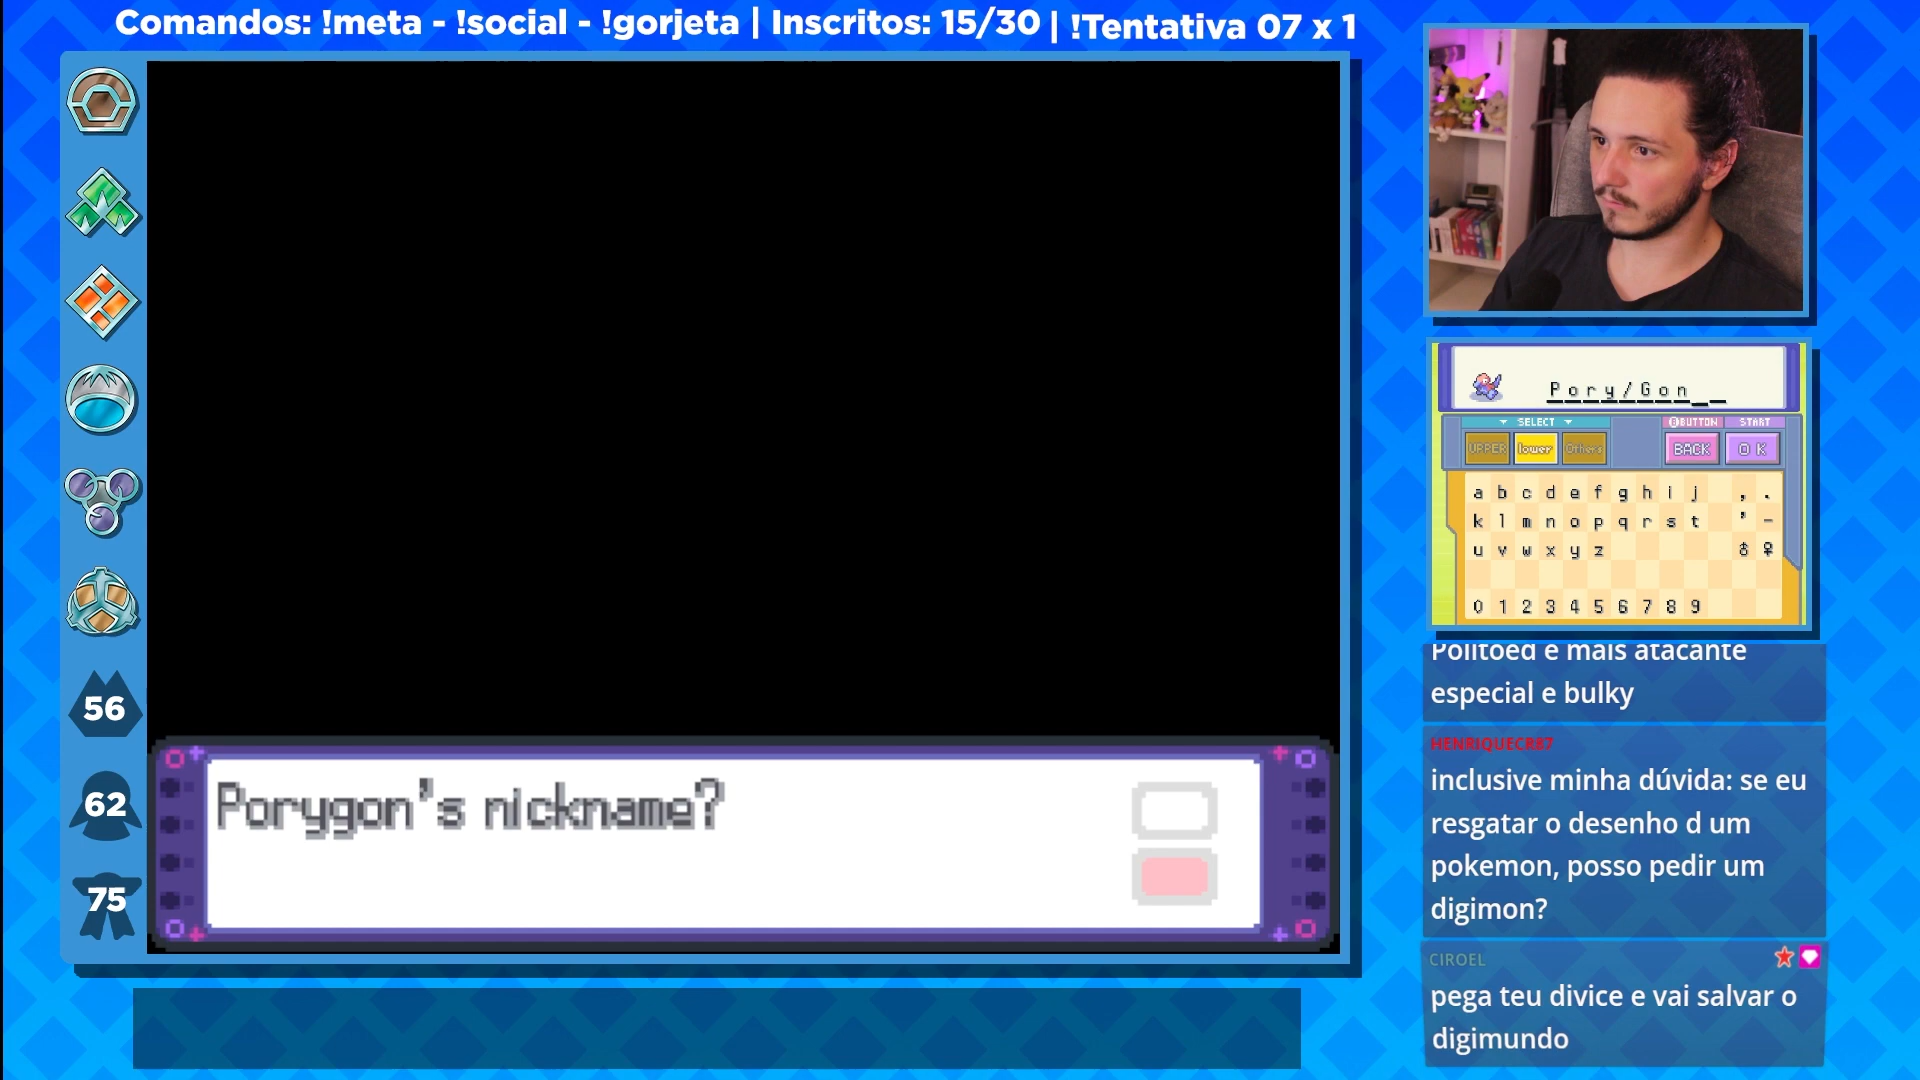 Comandos: !meta - !social - !gorjeta | Inscritos: 15/30 | !Tentativa 07 x 1
56
62
75
Porygon's nickname?
Pory/Gon_
SELECT
BUTTON START
UPPER lower Others BACK OK
a b c d e f g h i j , .
k l m n o p q r s t ' -
u v w x y z ♂ ♀
0 1 2 3 4 5 6 7 8 9
Politoed é mais atacante
especial e bulky
HENRIQUECR87
inclusive minha dúvida: se eu
resgatar o desenho d um
pokemon, posso pedir um
digimon?
CIROEL
pega teu divice e vai salvar o
digimundo